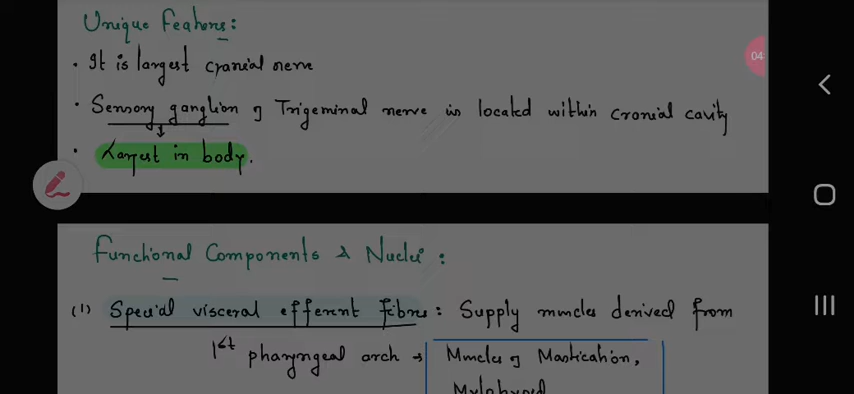 Unique Features:
• It is largest cranial nerve
• Sensory ganglion of Trigeminal nerve is located within cranial cavity
• Largest in body.
04
Functional Components & Nuclei:
(1) Special visceral efferent fibres: Supply muscles derived from
1st pharyngeal arch → Muscles of Mastication,
Mylohyoid